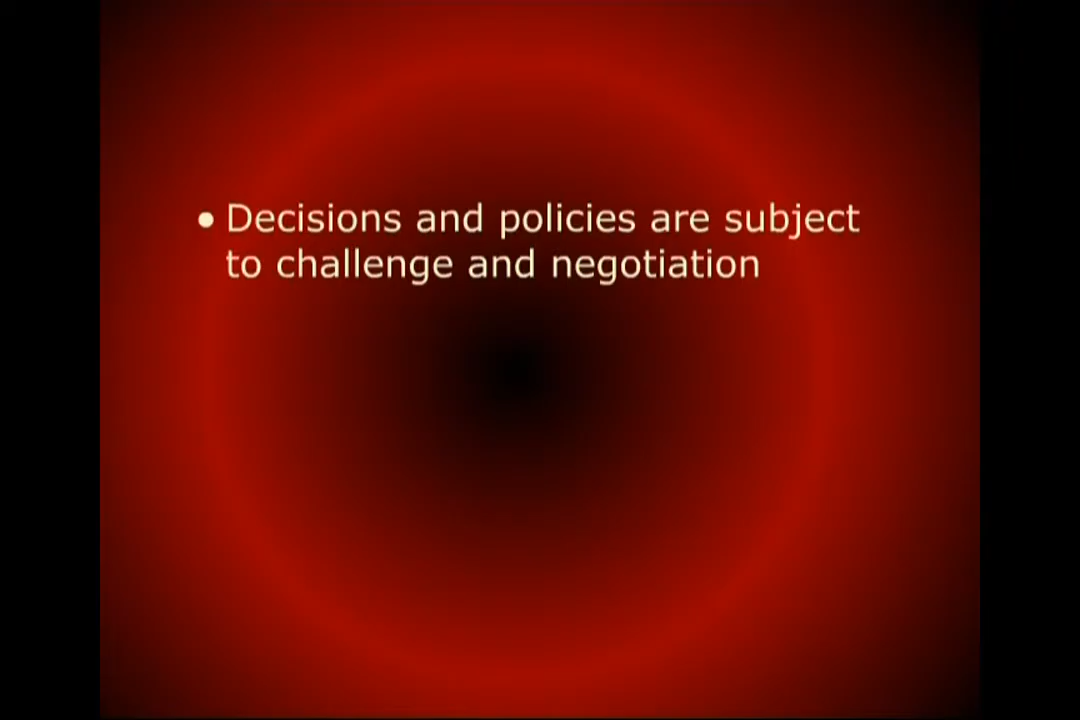 • Decisions and policies are subject
to challenge and negotiation